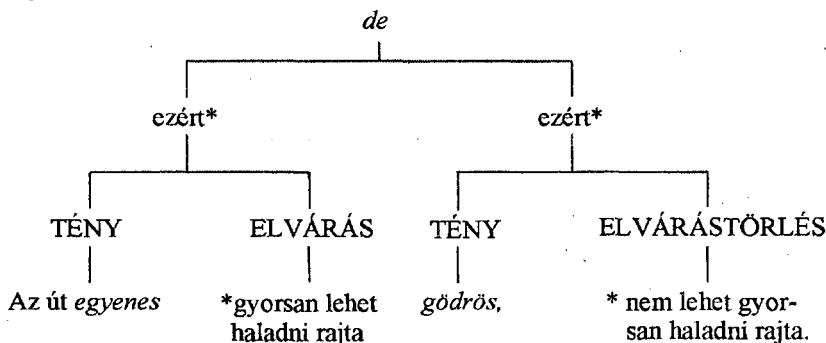 de
ezért* ezért*
TÉNY ELVÁRÁS TÉNY ELVÁRÁSTÖRLÉS
Az út egyenes *gyorsan lehet gödrös, * nem lehet gyor-
haladni rajta san haladni rajta.